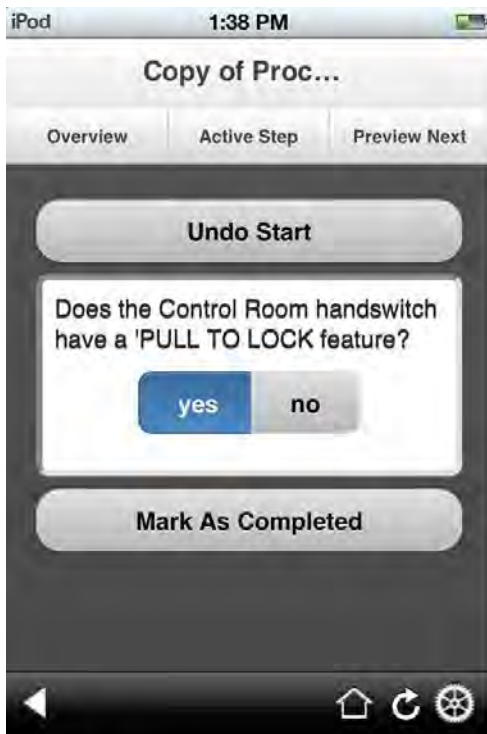 iPod 1:38 PM
Copy of Proc...
Overview Active Step Preview Next
Undo Start
Does the Control Room handswitch
have a 'PULL TO LOCK feature?
yes no
Mark As Completed